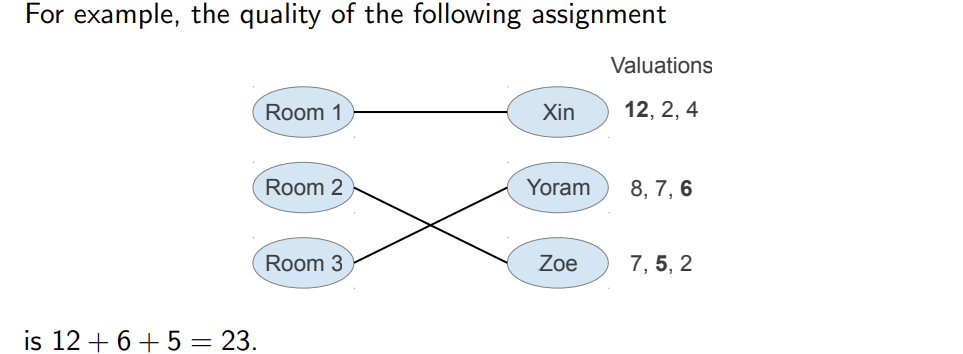 For example, the quality of the following assignment
Valuations
Room 1 Xin 12, 2, 4
Room 2 Yoram 8, 7, 6
Room 3 Zoe 7, 5, 2
is 12 + 6 + 5 = 23.